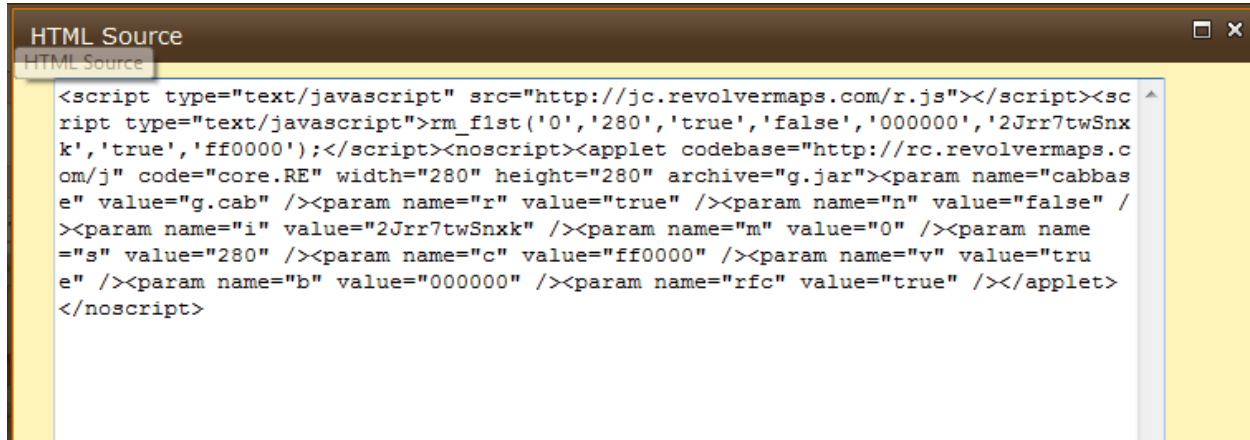 HTML Source
HTML Source
<script type="text/javascript" src="http://jc.revolvermaps.com/r.js"></script><sc
ript type="text/javascript">rm_f1st('0','280','true','false','000000','2Jrr7twSnx
k','true','ff0000');</script><noscript><applet codebase="http://rc.revolvermaps.c
om/j" code="core.RE" width="280" height="280" archive="g.jar"><param name="cabbas
e" value="g.cab" /><param name="r" value="true" /><param name="n" value="false" /
><param name="i" value="2Jrr7twSnxk" /><param name="m" value="0" /><param name
="s" value="280" /><param name="c" value="ff0000" /><param name="v" value="tru
e" /><param name="b" value="000000" /><param name="rfc" value="true" /></applet>
</noscript>